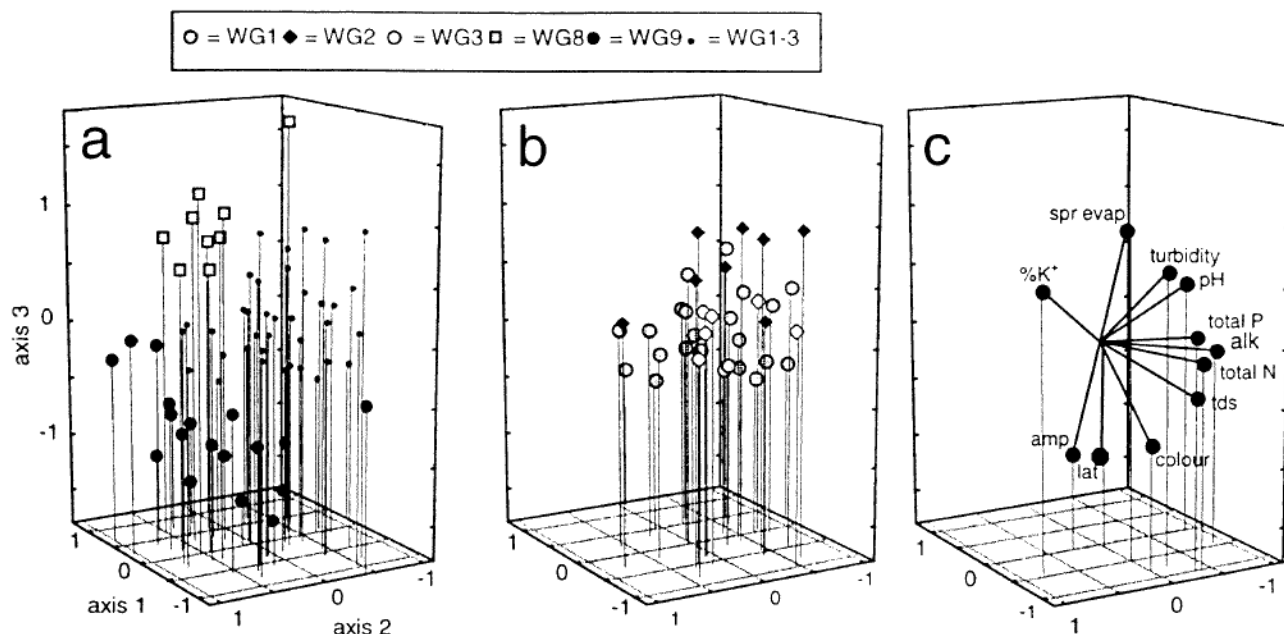 = WG1 = WG2 = WG3 = WG8 = WG9 = WG1-3
a
b
c
axis 3
1
0
-1
1
0
-1
axis 1
1
0
-1
axis 2
1
0
-1
1
0
-1
spr evap
turbidity
%K+
pH
total P
alk
total N
tds
amp
lat
colour
1
0
-1
1
0
-1